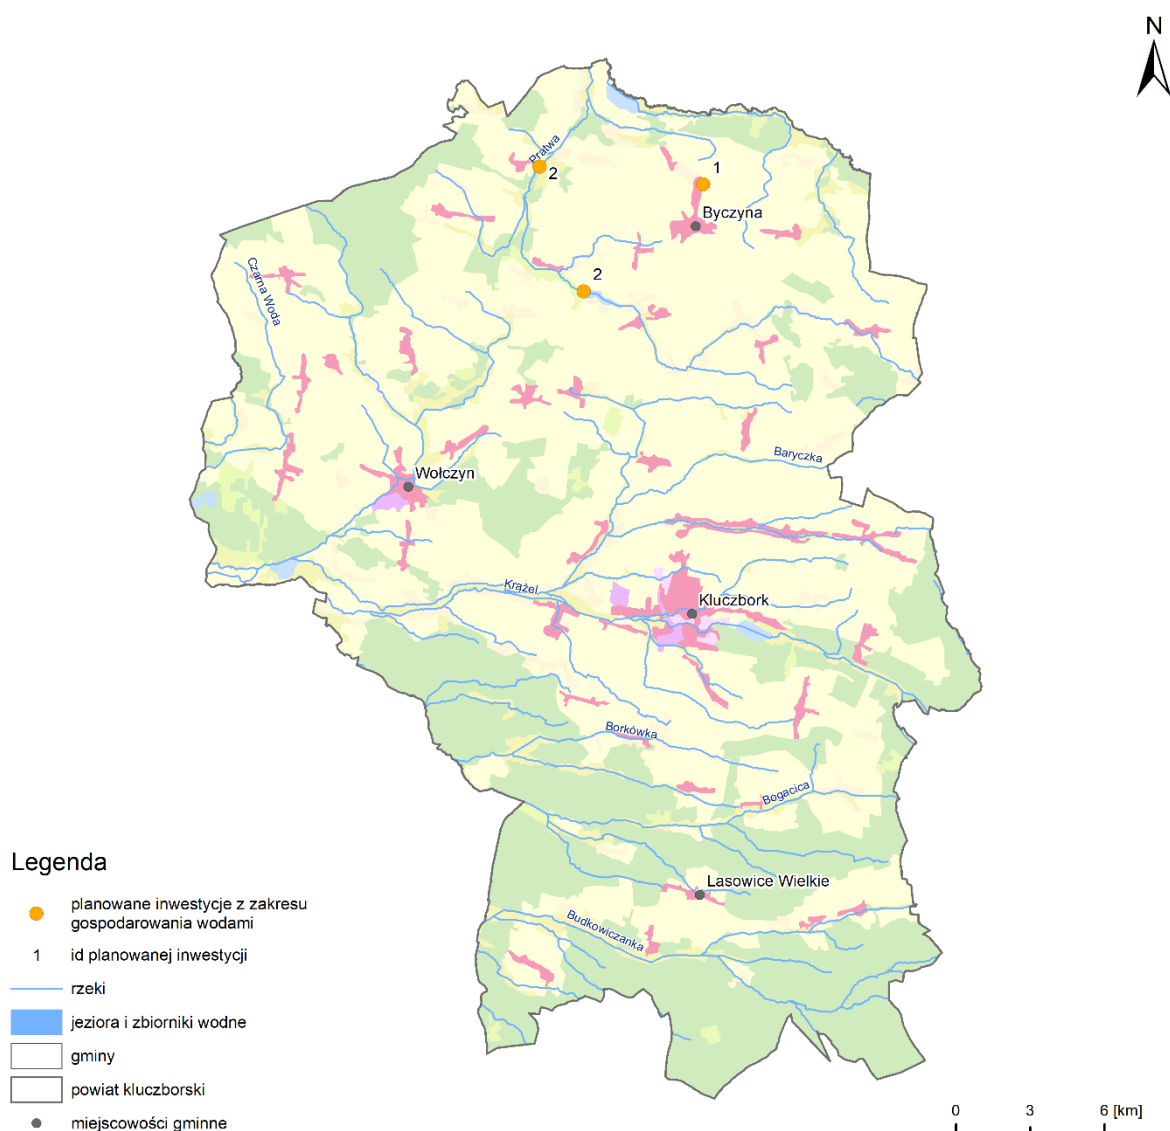 N
Pratwa
2
1
Byczyna
2
Czarna Woda
Baryczka
Wołczyn
Krążel
Kluczbork
Borkówka
Bogacica
Lasowice Wielkie
Budkowiczanka
Legenda
planowane inwestycje z zakresu
gospodarowania wodami
1 id planowanej inwestycji
rzeki
jeziora i zbiorniki wodne
gminy
powiat kluczborski
miejscowości gminne
0 3 6 [km]